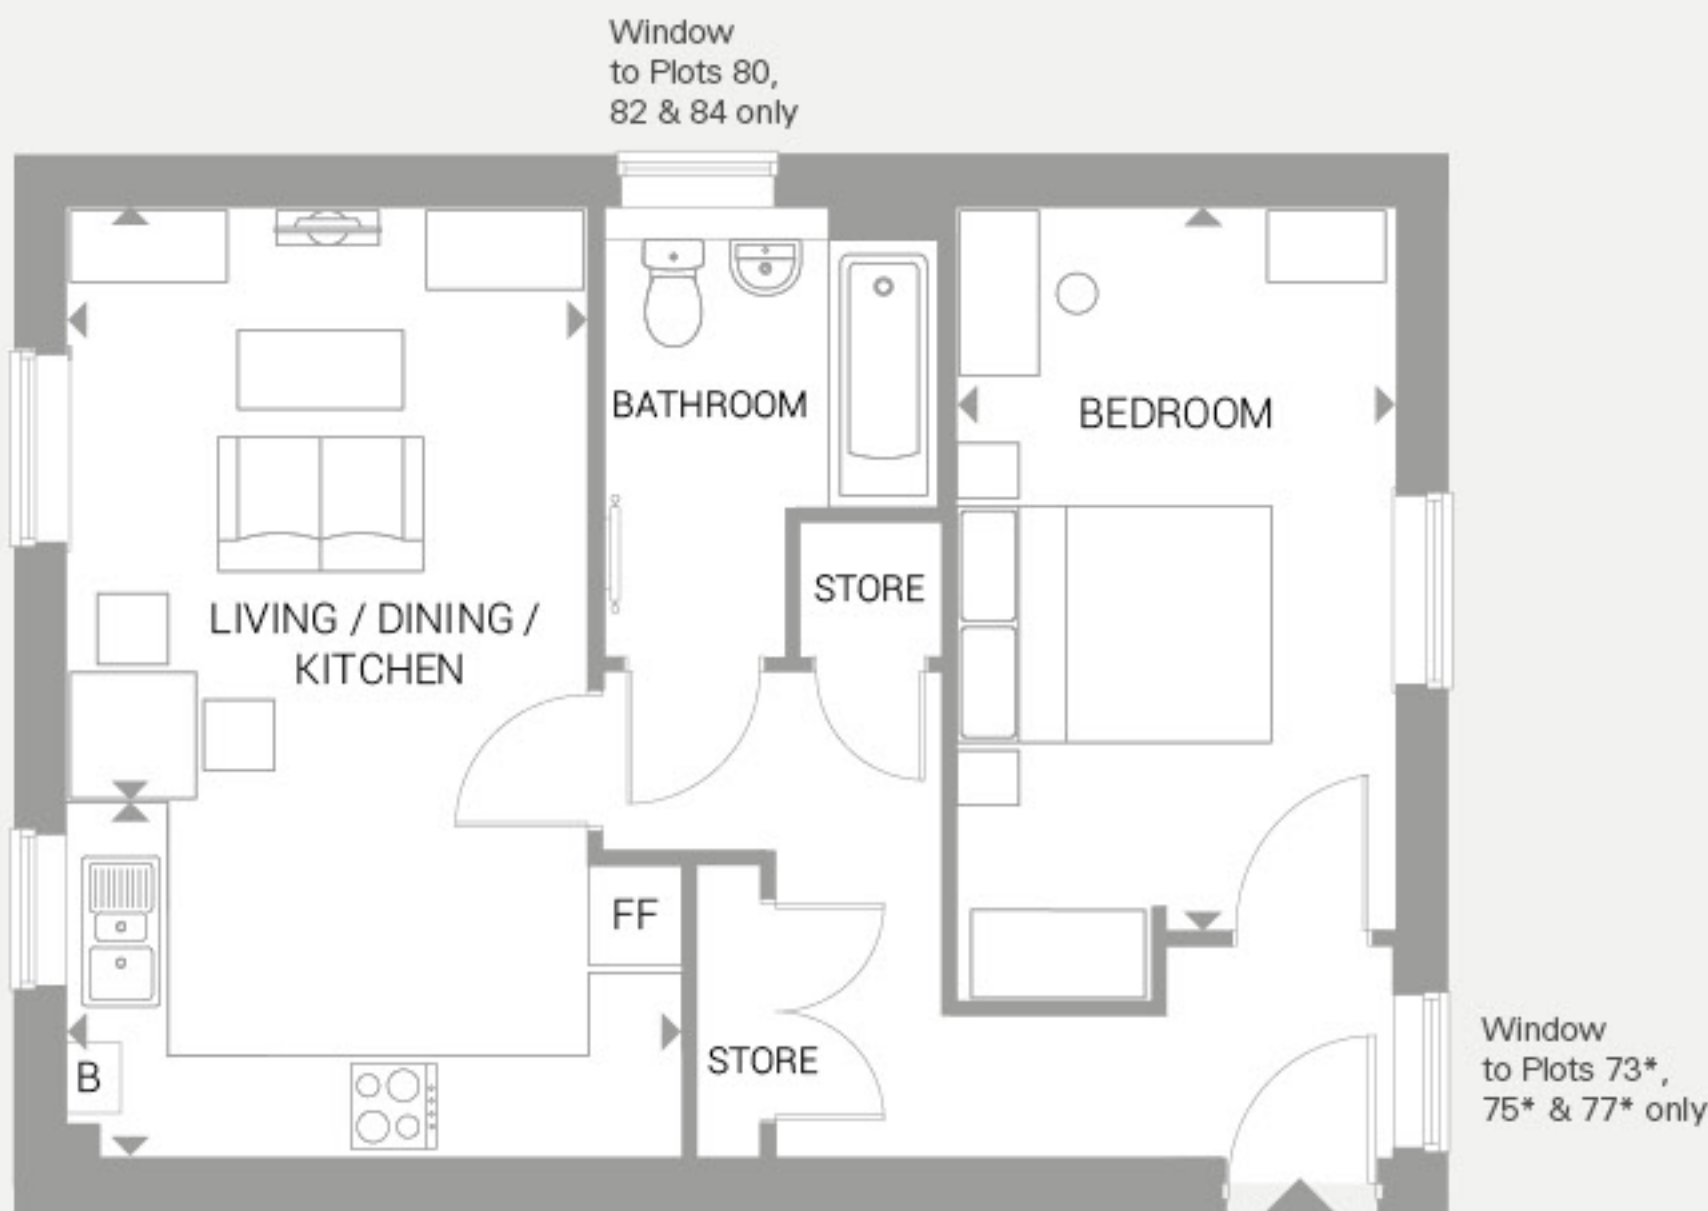 Window
to Plots 80,
82 & 84 only
BATHROOM
BEDROOM
STORE
LIVING / DINING /
KITCHEN
FF
STORE
B
Window
to Plots 73*,
75* & 77* only